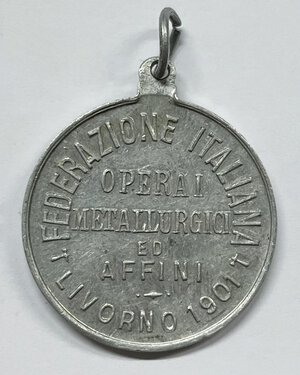 FEDERAZIONE ITALIANA
OPERAI
METALLURGICI
ED
AFFINI
LIVORNO 1901